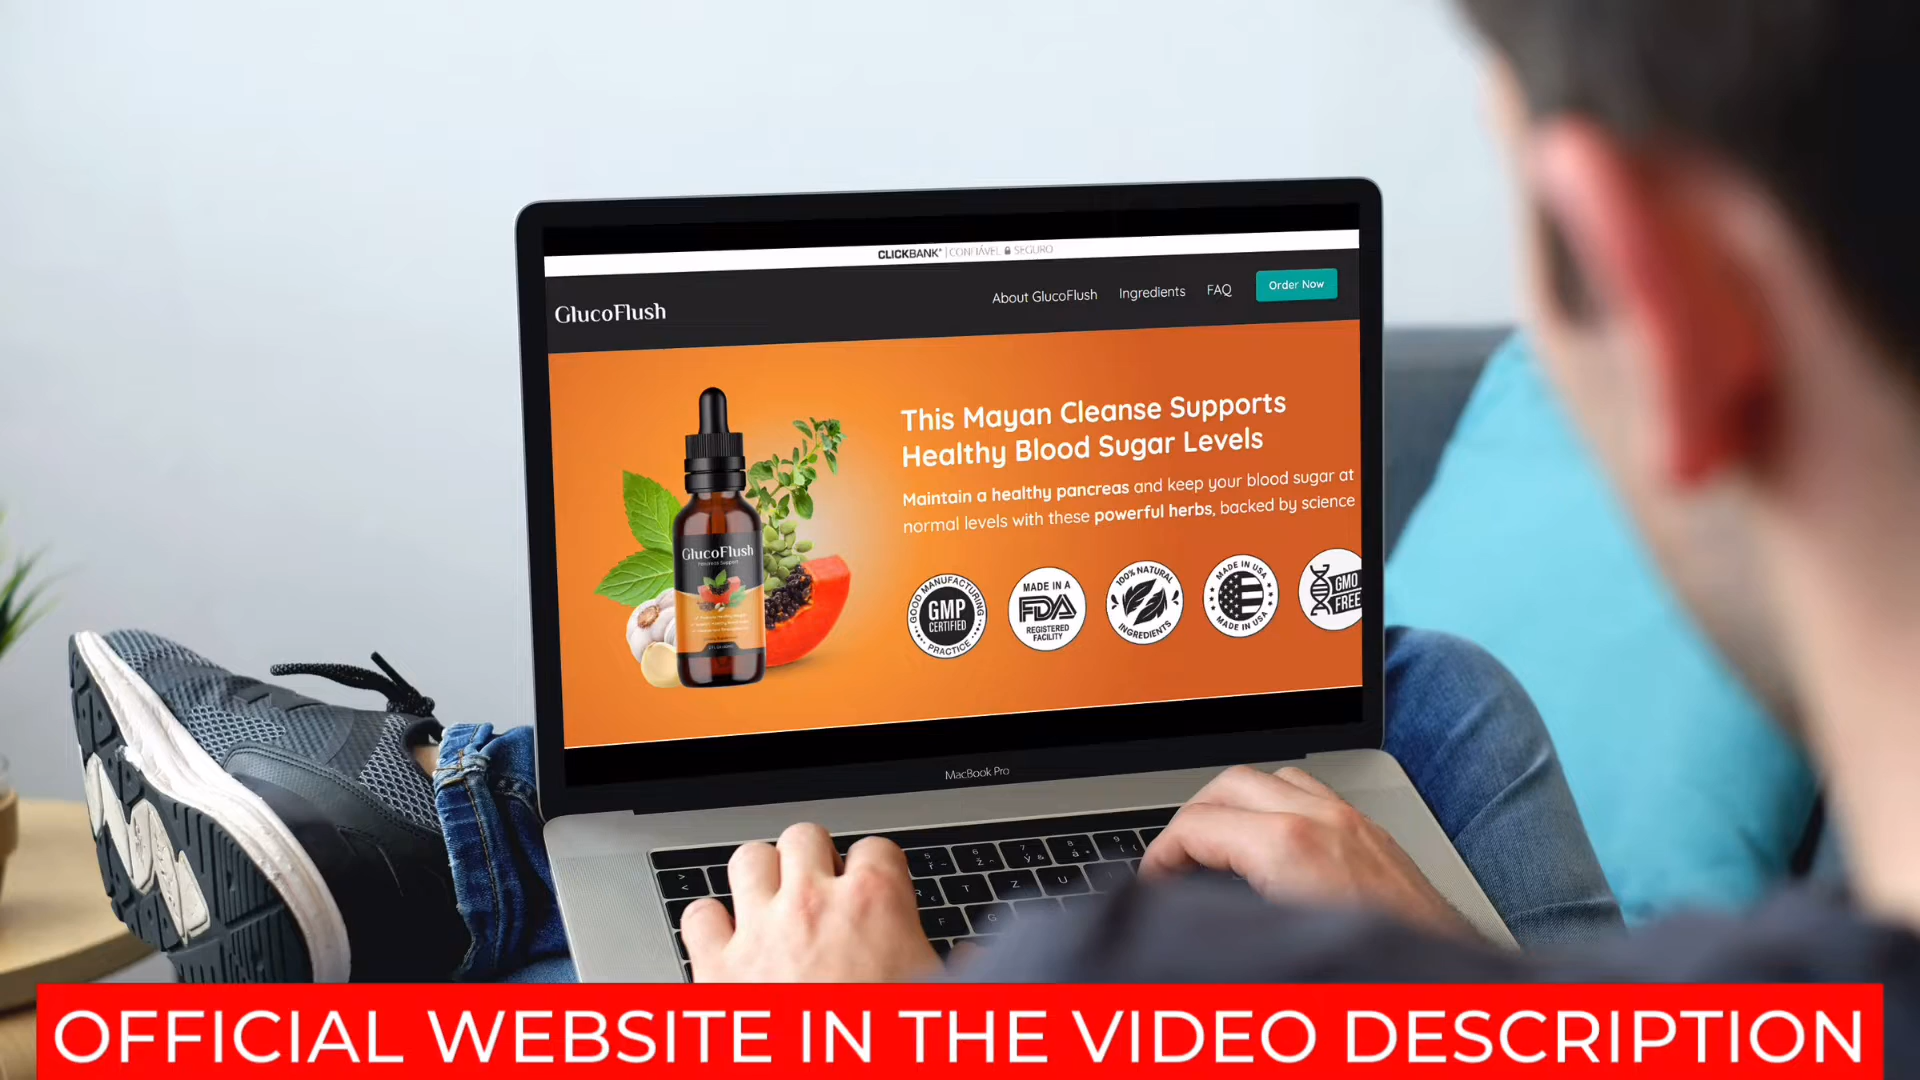 CLICKBANK® | CONFIÁVEL SEGURO
GlucoFlush
About GlucoFlush
Ingredients
FAQ
Order Now
This Mayan Cleanse Supports
Healthy Blood Sugar Levels
Maintain a healthy pancreas and keep your blood sugar at
normal levels with these powerful herbs, backed by science
GlucoFlush
Pancreas Support
GOOD MANUFACTURING
GMP
CERTIFIED
PRACTICE
MADE IN A
FDA
REGISTERED
FACILITY
100% NATURAL
INGREDIENTS
MADE IN USA
MADE IN USA
GMO
FREE
MacBook Pro
OFFICIAL WEBSITE IN THE VIDEO DESCRIPTION